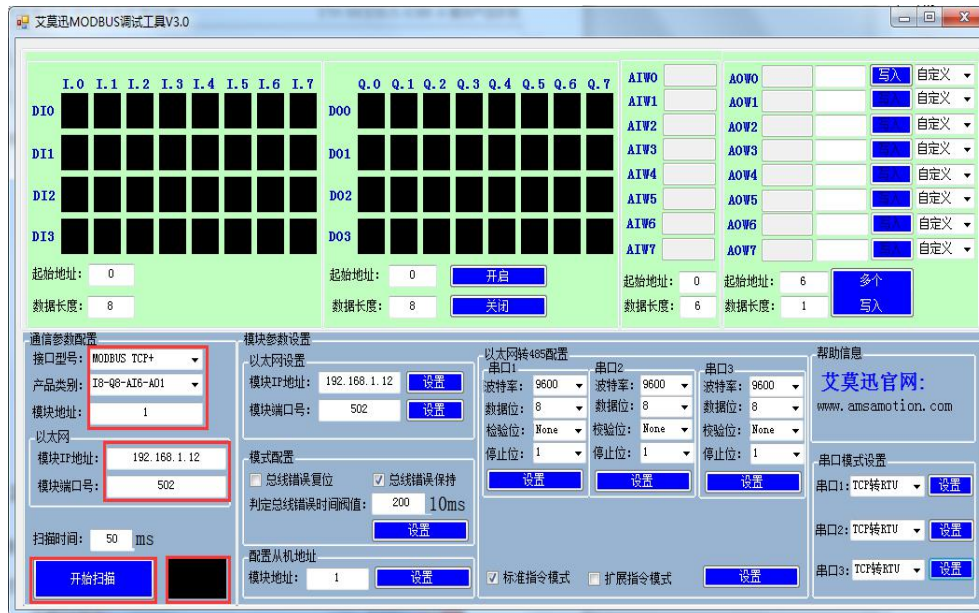 艾莫迅MODBUS调试工具V3.0
I.0 I.1 I.2 I.3 I.4 I.5 I.6 I.7
DI0
DI1
DI2
DI3
起始地址： 0
数据长度： 8
Q.0 Q.1 Q.2 Q.3 Q.4 Q.5 Q.6 Q.7
DO0
DO1
DO2
DO3
起始地址： 0 开启
数据长度： 8 关闭
AIW0
AIW1
AIW2
AIW3
AIW4
AIW5
AIW6
AIW7
起始地址： 0
数据长度： 6
AOW0 写入 自定义
AOW1 写入 自定义
AOW2 写入 自定义
AOW3 写入 自定义
AOW4 写入 自定义
AOW5 写入 自定义
AOW6 写入 自定义
AOW7 写入 自定义
起始地址： 6 多个
数据长度： 1 写入
通信参数配置
接口型号： MODBUS TCP+
产品类别： I8-Q8-AI6-AO1
模块地址： 1
以太网
模块IP地址： 192.168.1.12
模块端口号： 502
扫描时间： 50 ms
开始扫描
模块参数设置
以太网设置
模块IP地址： 192.168.1.12 设置
模块端口号： 502 设置
模式配置
总线错误复位 总线错误保持
判定总线错误时间阀值： 200 10ms
设置
配置从机地址
模块地址： 1 设置
以太网转485配置
串口1
波特率： 9600
数据位： 8
检验位： None
停止位： 1
设置
串口2
波特率： 9600
数据位： 8
校验位： None
停止位： 1
设置
串口3
波特率： 9600
数据位： 8
校验位： None
停止位： 1
设置
标准指令模式 扩展指令模式 设置
帮助信息
艾莫迅官网:
www.amsamotion.com
串口模式设置
串口1: TCP转RTU 设置
串口2: TCP转RTU 设置
串口3: TCP转RTU 设置